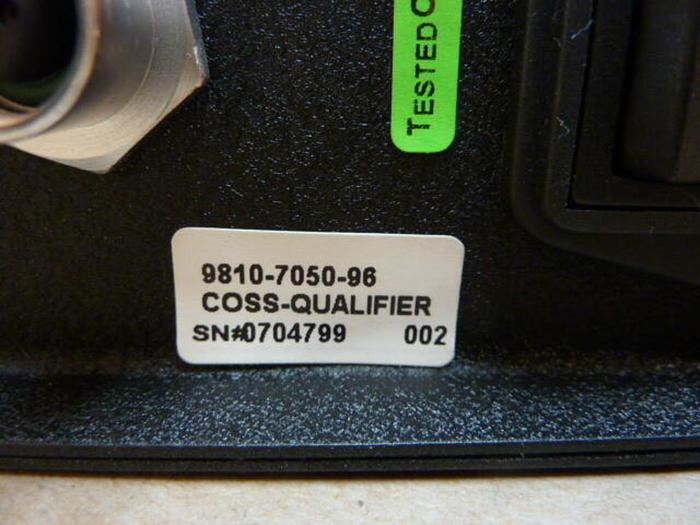 TESTED
9810-7050-96
COSS-QUALIFIER
SN#0704799 002